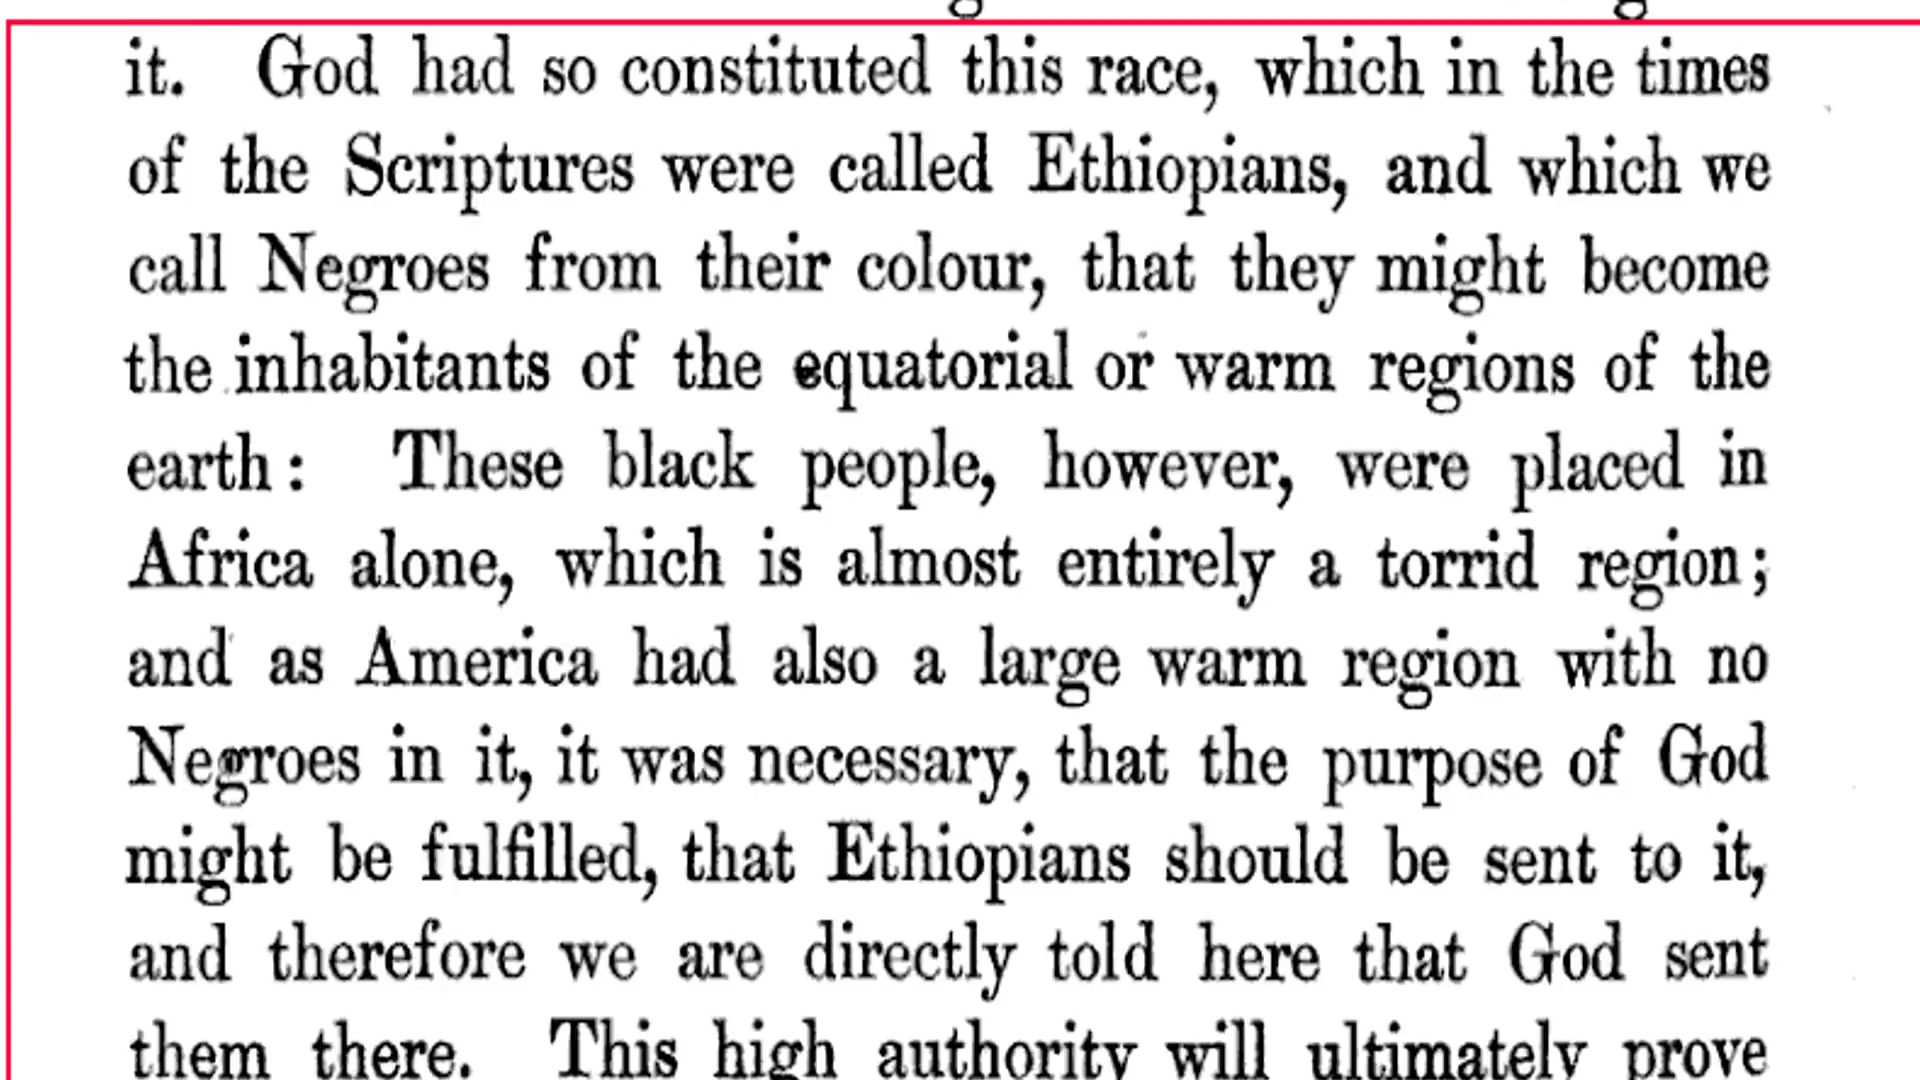 it. God had so constituted this race, which in the times
of the Scriptures were called Ethiopians, and which we
call Negroes from their colour, that they might become
the inhabitants of the equatorial or warm regions of the
earth: These black people, however, were placed in
Africa alone, which is almost entirely a torrid region;
and as America had also a large warm region with no
Negroes in it, it was necessary, that the purpose of God
might be fulfilled, that Ethiopians should be sent to it,
and therefore we are directly told here that God sent
them there. This high authority will ultimately prove